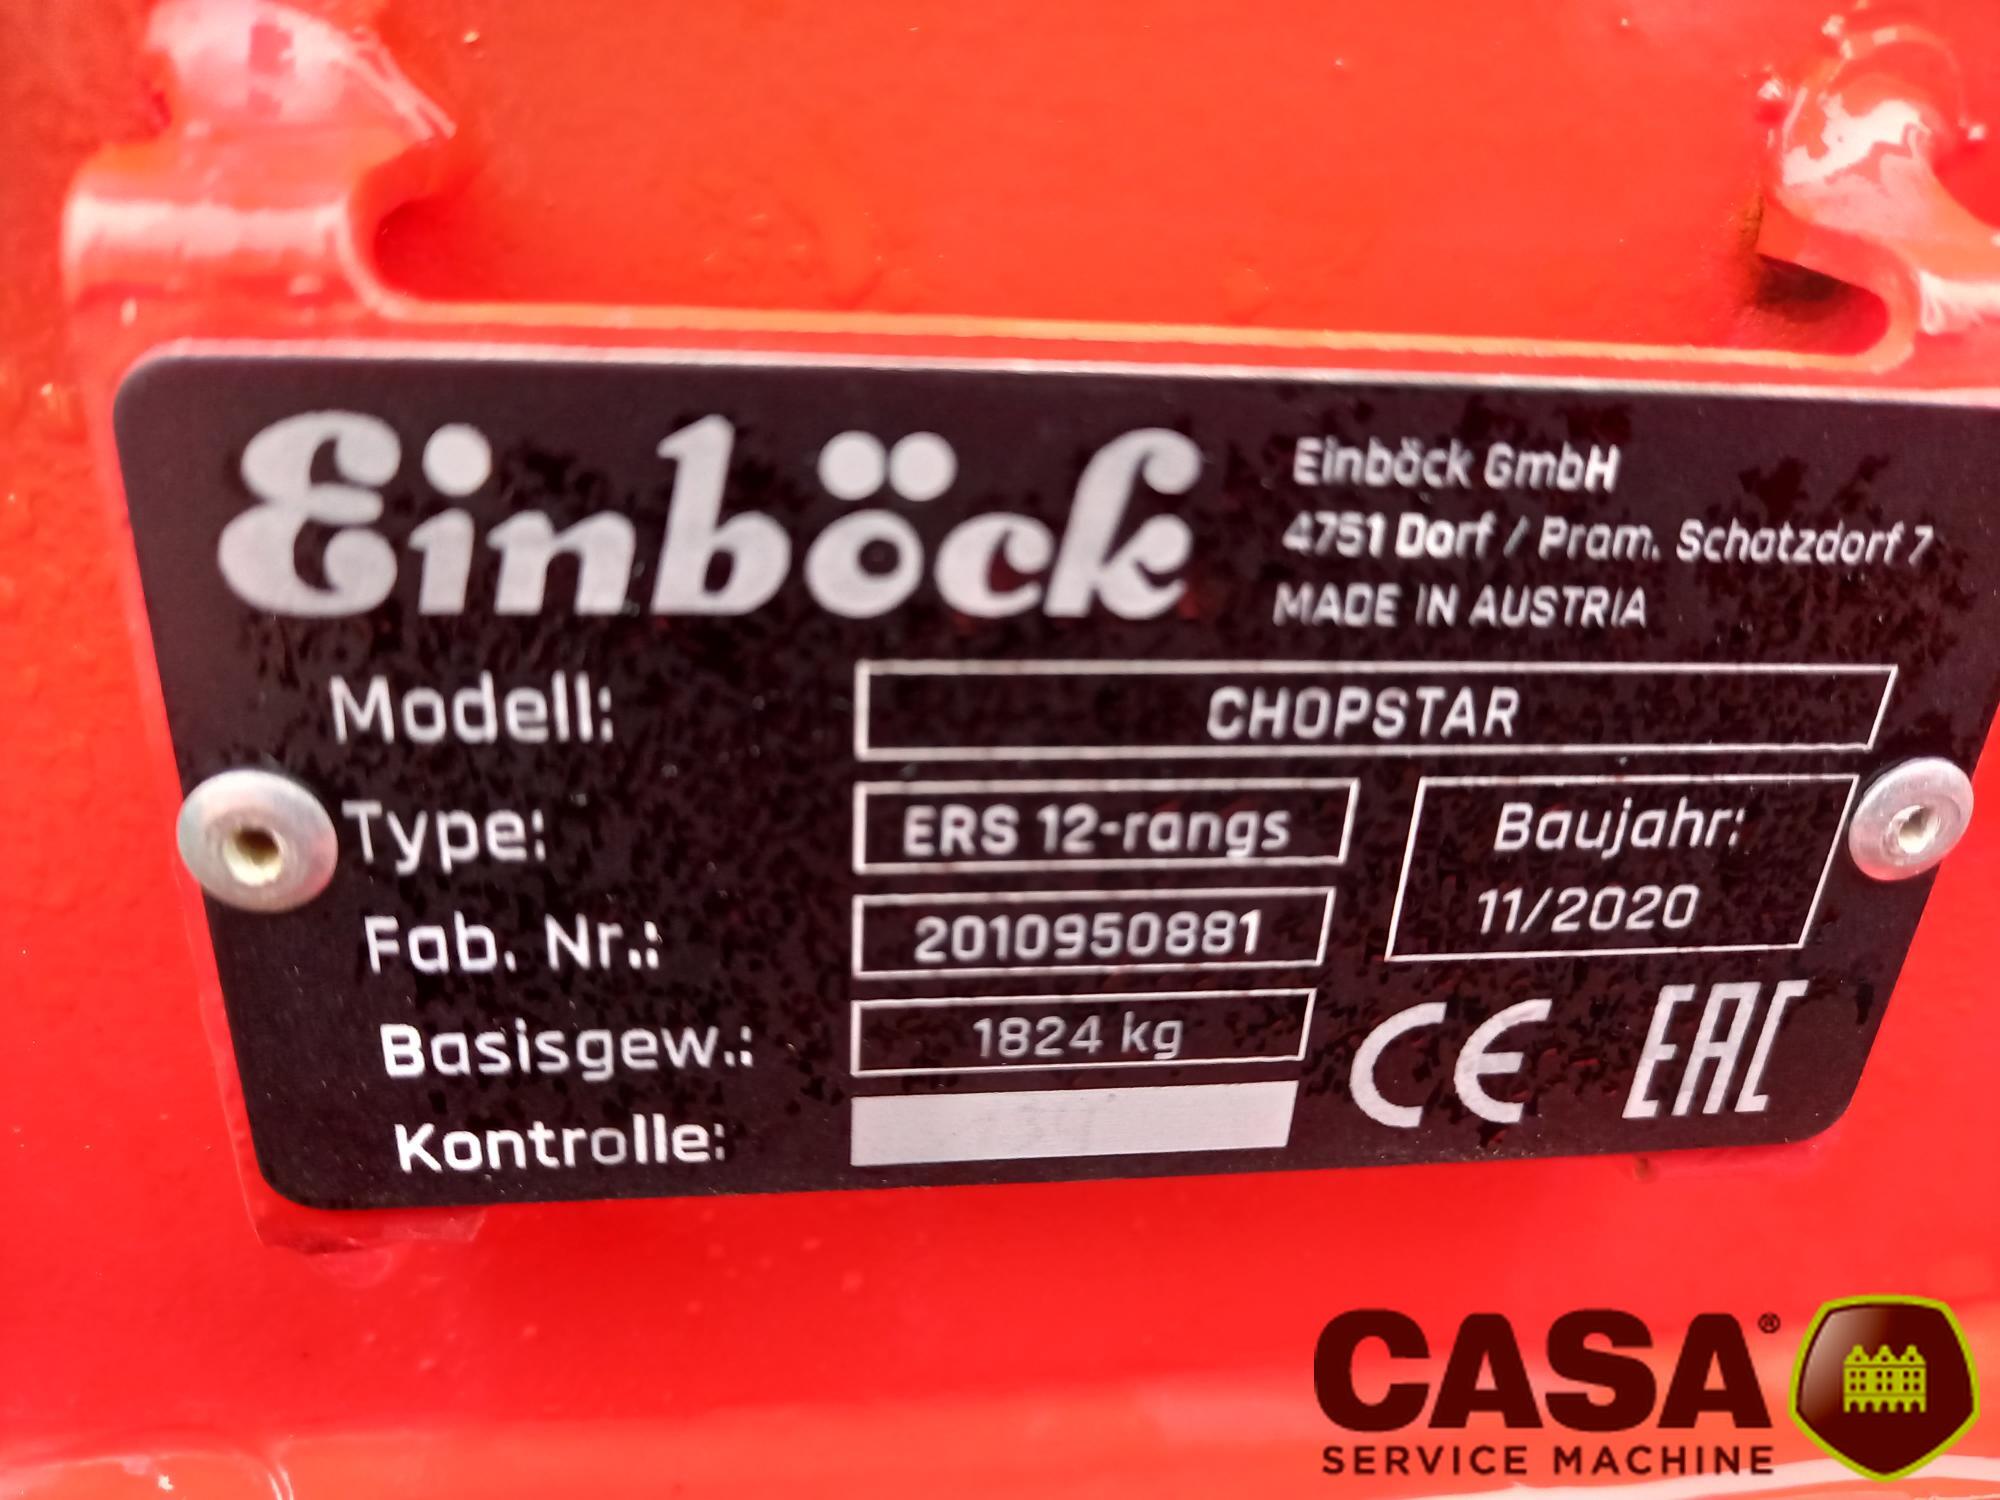 Einböck
Einböck GmbH
4751 Dorf / Pram. Schatzdorf 7
MADE IN AUSTRIA
Modell: CHOPSTAR
Type: ERS 12-rangs
Baujahr:
11/2020
Fab. Nr.: 2010950881
Basisgew.: 1824 kg
Kontrolle:
CE EAC
CASA®
SERVICE MACHINE